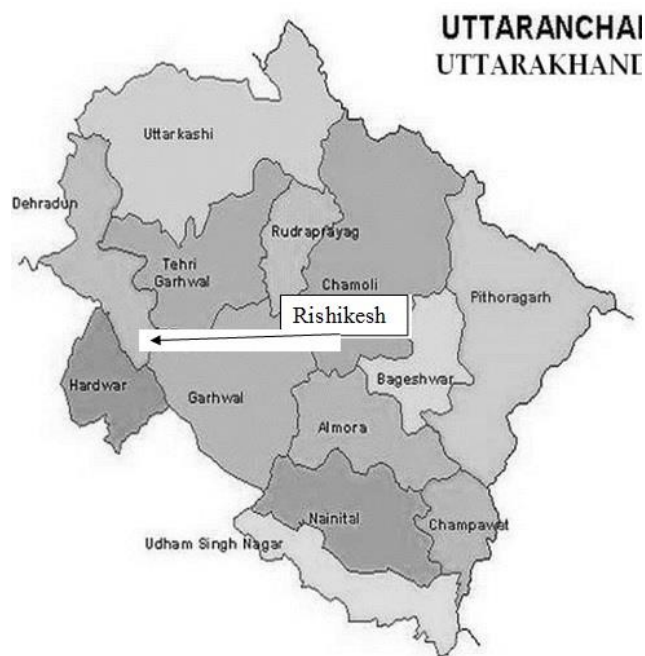 UTTARANCHAL
UTTARAKHAND
Uttarkashi
Dehradun
Rudraprayag
Tehri
Garhwal
Chamoli
Pithoragarh
Rishikesh
Hardwar
Garhwal
Bageshwar
Almora
Nainital
Champawat
Udham Singh Nagar